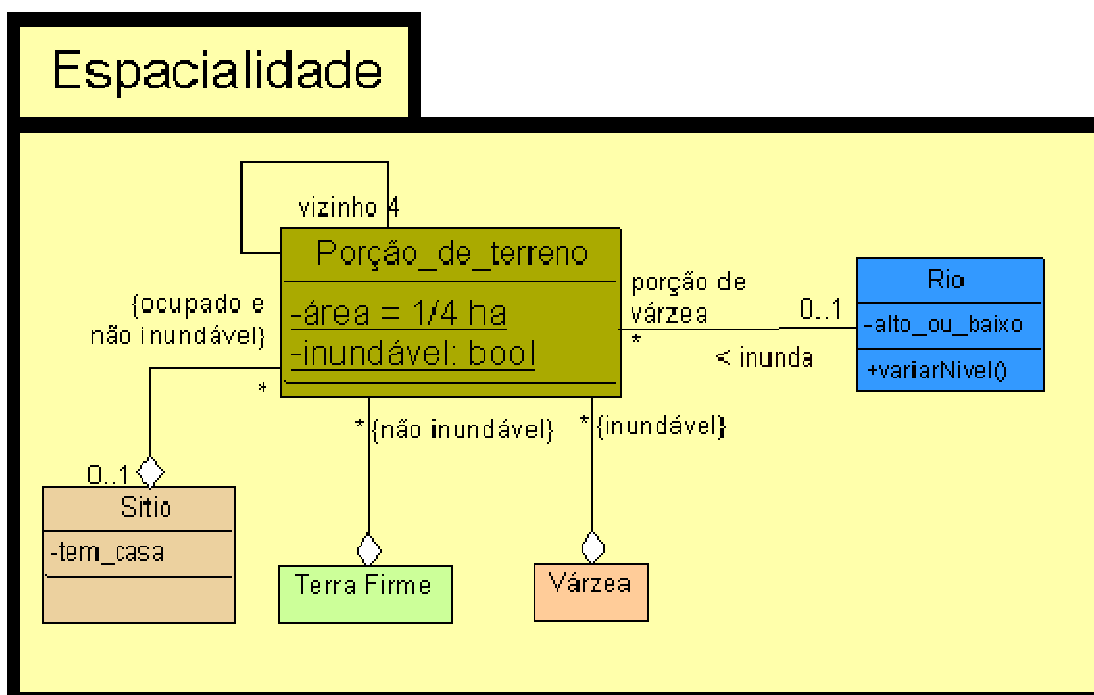 Espacialidade
vizinho 4
Porção_de_terreno
-área = 1/4 ha
-inundável: bool
{ocupado e
não inundável}
*
0..1
Sitio
-tem_casa
* {não inundável}
Terra Firme
* {inundável}
Várzea
porção de
várzea
*
0..1
< inunda
Rio
-alto_ou_baixo
+variarNivel()